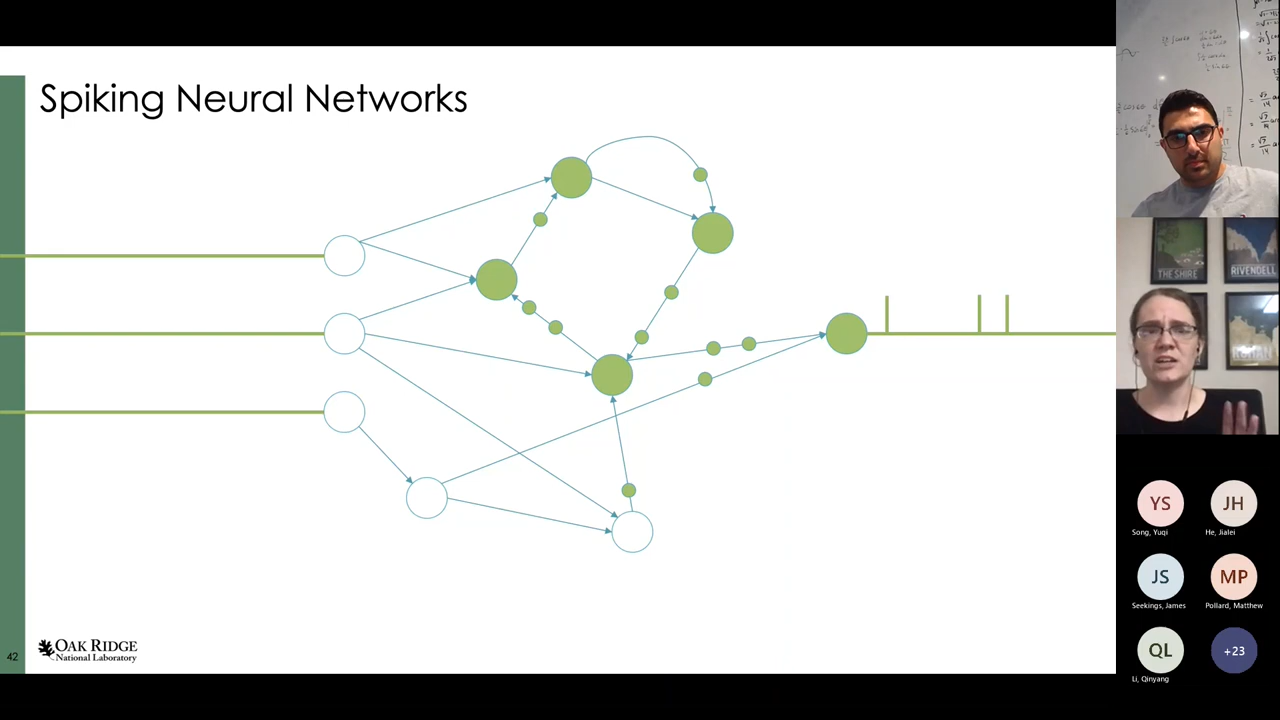 Spiking Neural Networks
THE SHIRE
RIVENDELL
YS
JH
Song, Yuqi
He, Jialei
JS
MP
Seekings, James
Pollard, Matthew
QL
+23
Li, Qinyang
42
OAK RIDGE
National Laboratory